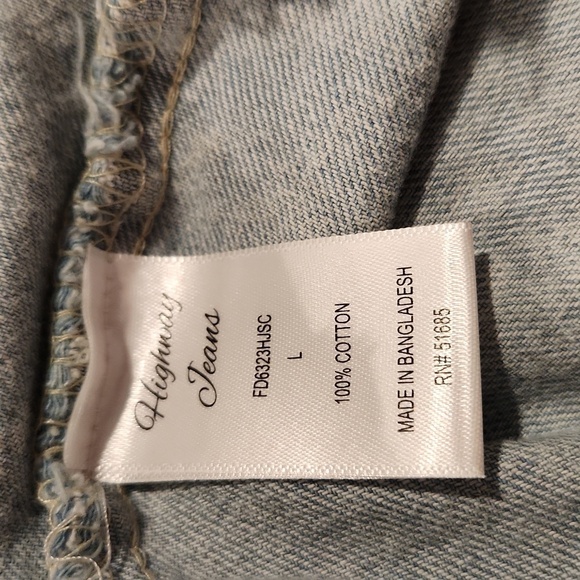 Highway
Jeans
FD6323HJSC
L
100% COTTON
MADE IN BANGLADESH
RN# 51685